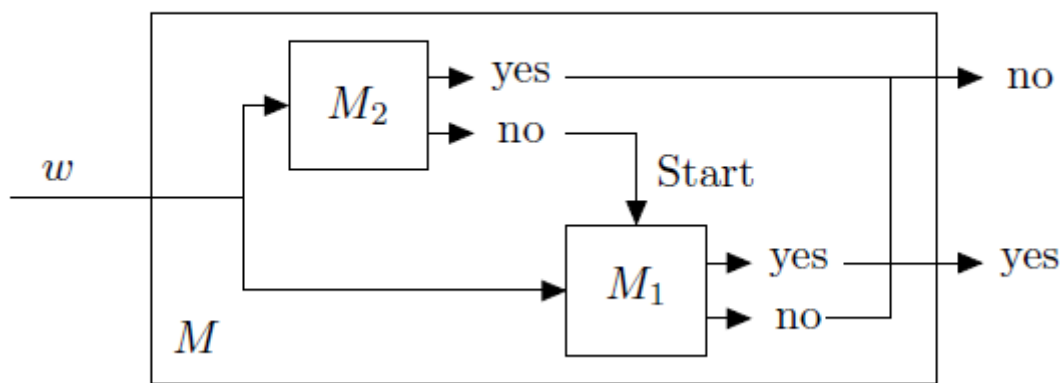 yes
no
M₂
no
w
Start
yes
yes
M₁
no
M